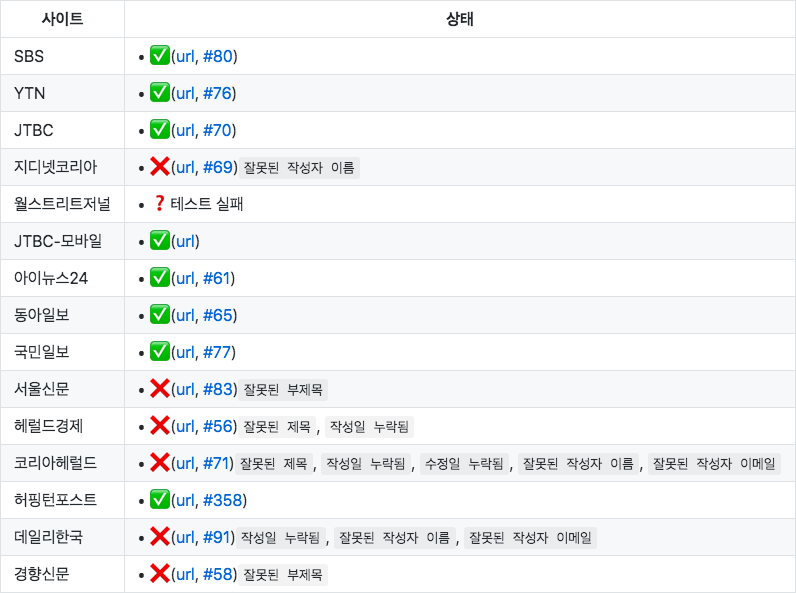 사이트 상태
SBS • ✅(url, #80)
YTN • ✅(url, #76)
JTBC • ✅(url, #70)
지디넷코리아 • ❌(url, #69) 잘못된 작성자 이름
월스트리트저널 • ❓테스트 실패
JTBC-모바일 • ✅(url)
아이뉴스24 • ✅(url, #61)
동아일보 • ✅(url, #65)
국민일보 • ✅(url, #77)
서울신문 • ❌(url, #83) 잘못된 부제목
헤럴드경제 • ❌(url, #56) 잘못된 제목 , 작성일 누락됨
코리아헤럴드 • ❌(url, #71) 잘못된 제목 , 작성일 누락됨 , 수정일 누락됨 , 잘못된 작성자 이름 , 잘못된 작성자 이메일
허핑턴포스트 • ✅(url, #358)
데일리한국 • ❌(url, #91) 작성일 누락됨 , 잘못된 작성자 이름 , 잘못된 작성자 이메일
경향신문 • ❌(url, #58) 잘못된 부제목